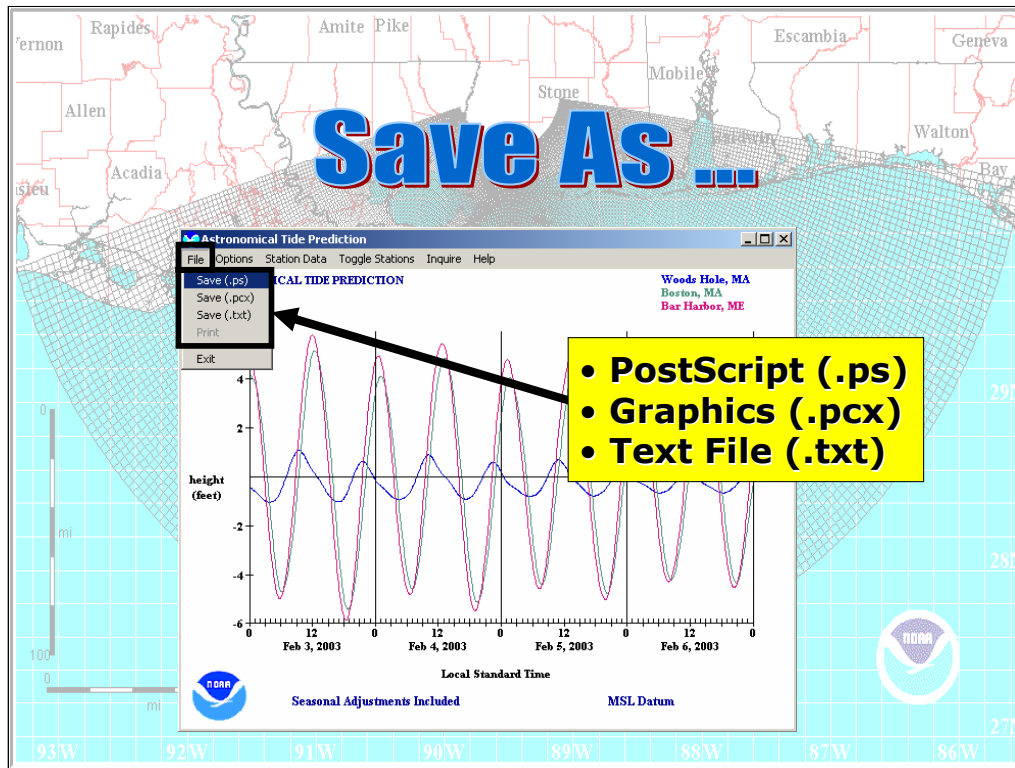 Rapides
Amite Pike
Escambia
Geneva
Vernon
Mobile
Stone
Allen
Walton
Acadia
Bay
Save As ...
Astronomical Tide Prediction
File Options Station Data Toggle Stations Inquire Help
Save (.ps)
Save (.pcx)
Save (.txt)
Print
Exit
ICAL TIDE PREDICTION
Woods Hole, MA
Boston, MA
Bar Harbor, ME
• PostScript (.ps)
• Graphics (.pcx)
• Text File (.txt)
4
2
height
(feet)
-2
-4
-6
0 12 0 12 0 12 0 12 0
Feb 3, 2003 Feb 4, 2003 Feb 5, 2003 Feb 6, 2003
Local Standard Time
Seasonal Adjustments Included
MSL Datum
NOAA
NOAA
0
mi
100
0
mi
29N
28N
27N
93W 92W 91W 90W 89W 88W 87W 86W